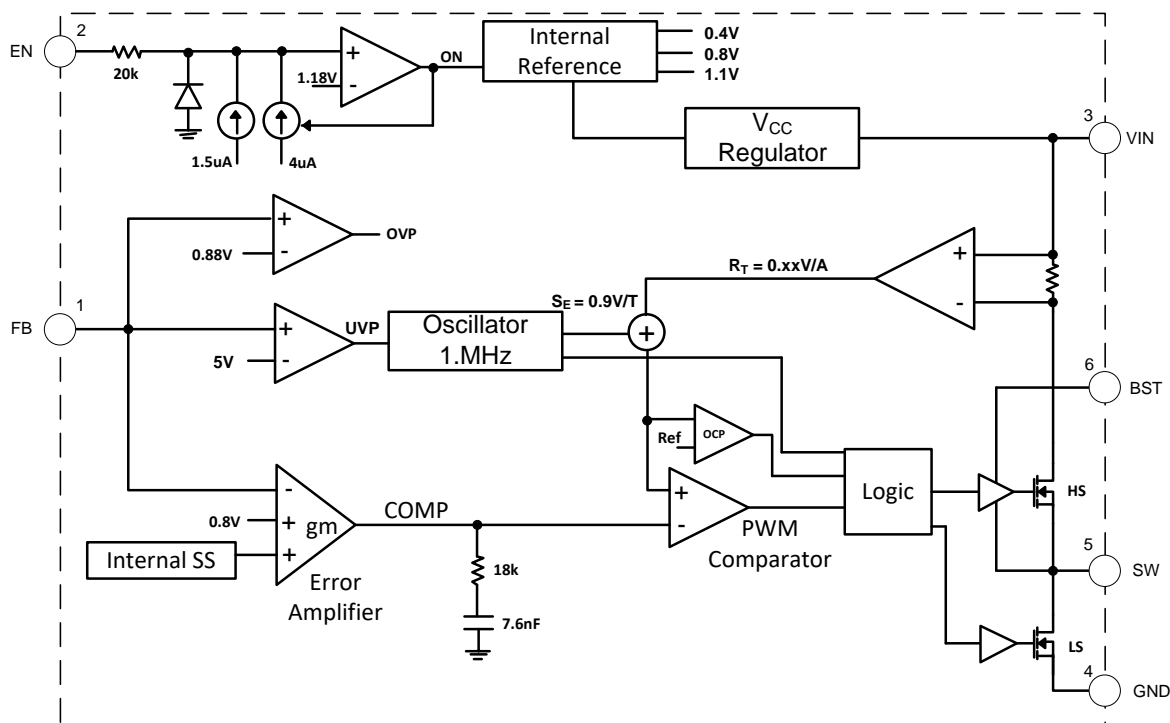 2
EN
20k
1.18V
+
-
ON
Internal
Reference
0.4V
0.8V
1.1V
1.5uA
4uA
V_CC
Regulator
3
VIN
+
-
0.88V
OVP
R_T = 0.xxV/A
+
-
1
FB
+
-
5V
UVP
Oscillator
1.MHz
S_E = 0.9V/T
+
6
BST
Ref
OCP
-
0.8V
+
+
gm
Internal SS
Error
Amplifier
COMP
18k
7.6nF
+
-
PWM
Comparator
Logic
HS
5
SW
LS
4
GND